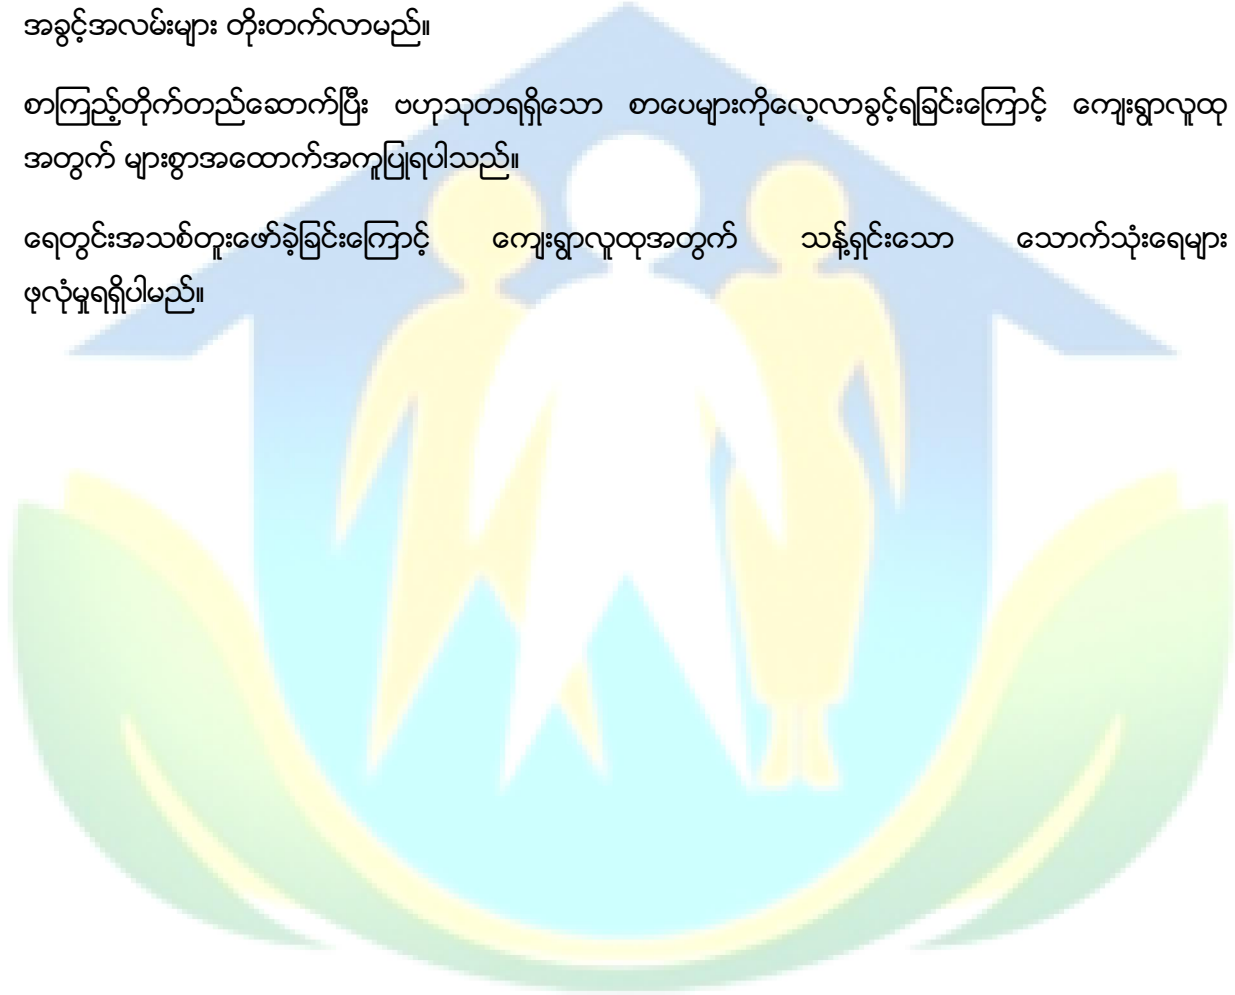 အခွင့်အလမ်းများ တိုးတက်လာမည်။
စာကြည့်တိုက်တည်ဆောက်ပြီး ဗဟုသုတရရှိသော စာပေများကိုလေ့လာခွင့်ရခြင်းကြောင့် ကျေးရွာလူထု
အတွက် များစွာအထောက်အကူပြုရပါသည်။
ရေတွင်းအသစ်တူးဖော်ခဲ့ခြင်းကြောင့် ကျေးရွာလူထုအတွက် သန့်ရှင်းသော သောက်သုံးရေများ
ဖုလုံမှုရရှိပါမည်။